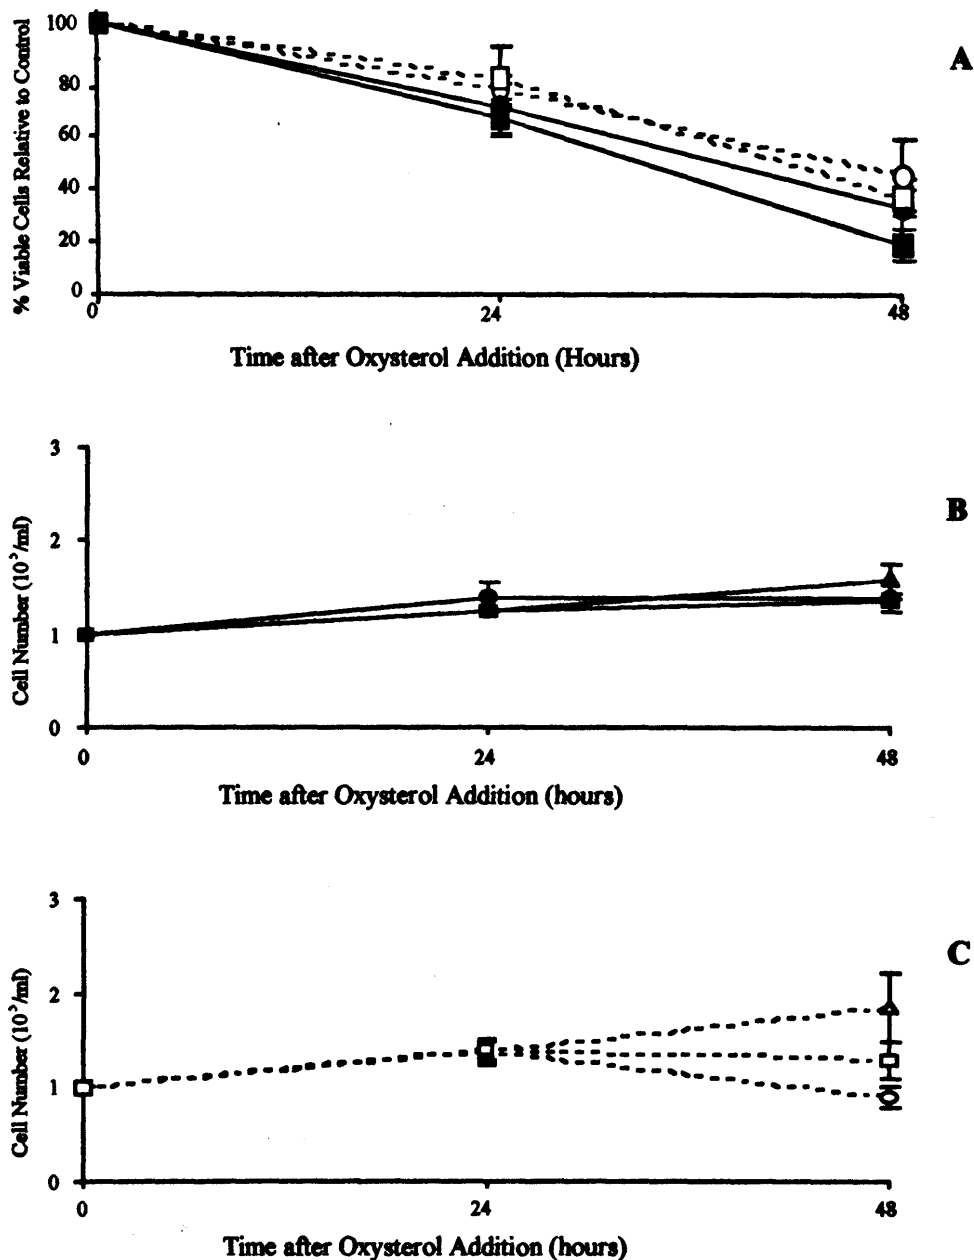 % Viable Cells Relative to Control
100
80
60
40
20
0
0
24
48
Time after Oxysterol Addition (Hours)
A
Cell Number (10⁵/ml)
3
2
1
0
0
24
48
Time after Oxysterol Addition (hours)
B
Cell Number (10⁵/ml)
3
2
1
0
0
24
48
Time after Oxysterol Addition (hours)
C